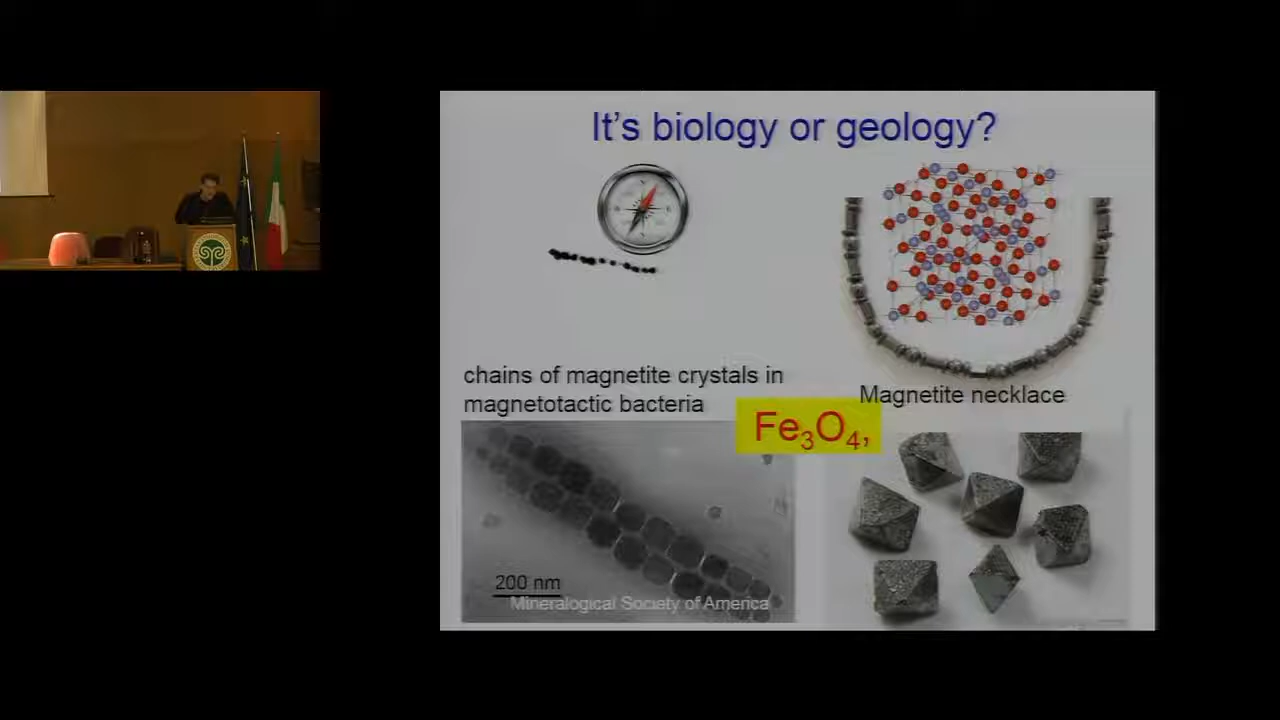 It's biology or geology?
chains of magnetite crystals in
magnetotactic bacteria
Magnetite necklace
Fe3O4,
200 nm
Mineralogical Society of America